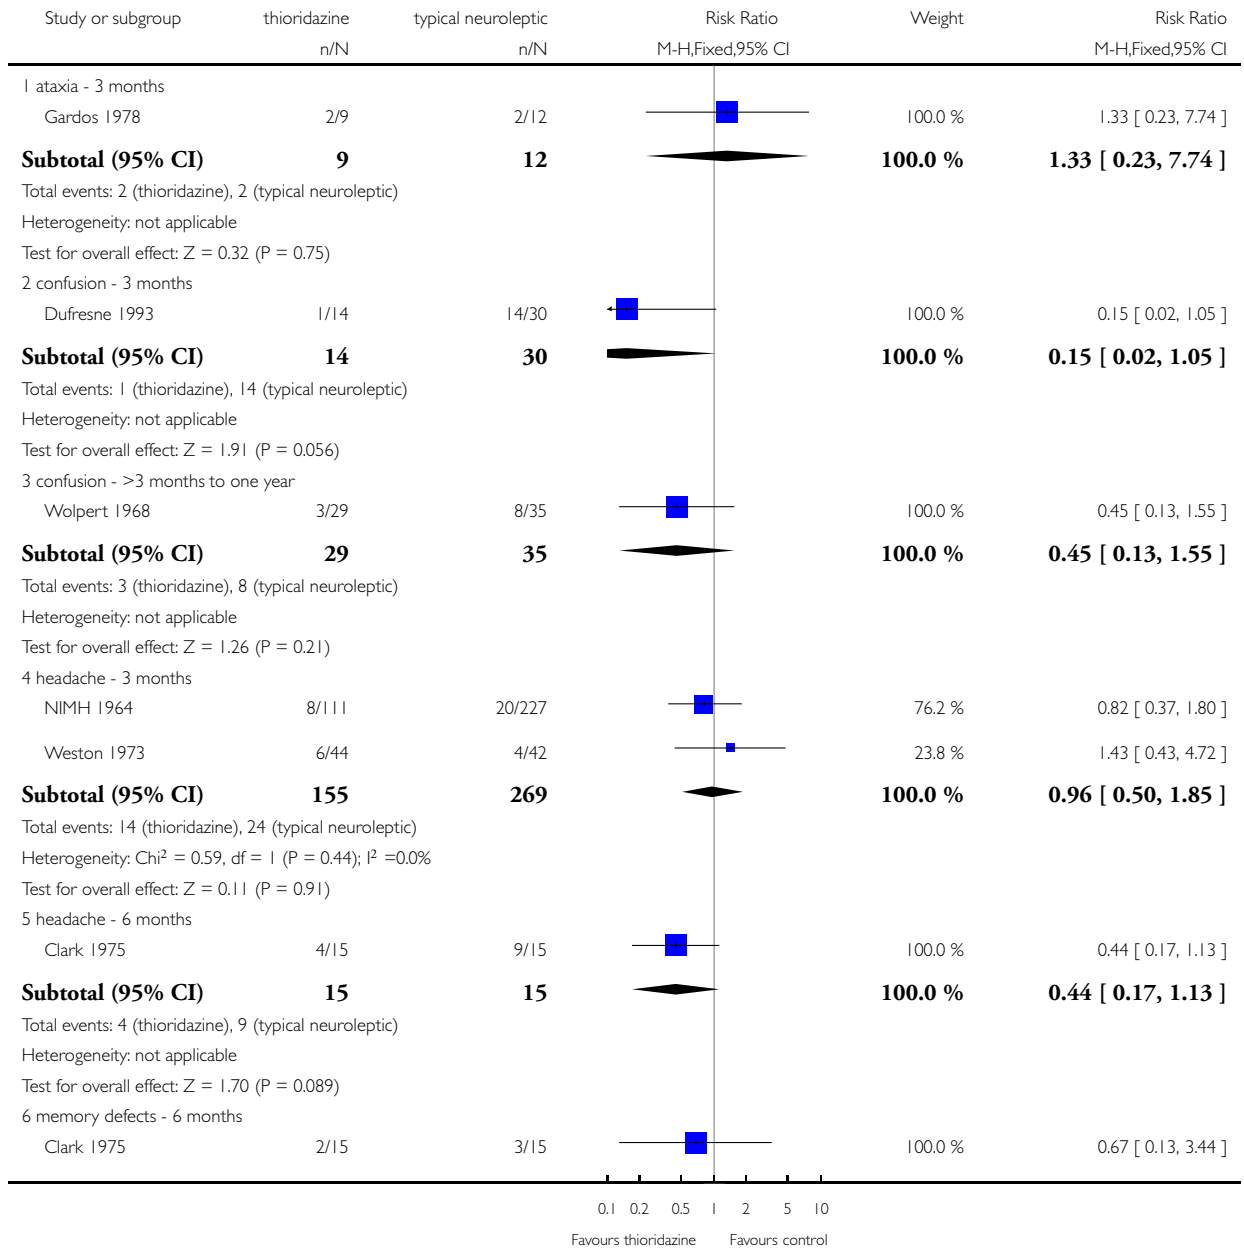 Study or subgroup thioridazine typical neuroleptic Risk Ratio Weight Risk Ratio
n/N n/N M-H,Fixed,95% CI M-H,Fixed,95% CI
1 ataxia - 3 months
Gardos 1978 2/9 2/12 100.0 % 1.33 [ 0.23, 7.74 ]
Subtotal (95% CI) 9 12 100.0 % 1.33 [ 0.23, 7.74 ]
Total events: 2 (thioridazine), 2 (typical neuroleptic)
Heterogeneity: not applicable
Test for overall effect: Z = 0.32 (P = 0.75)
2 confusion - 3 months
Dufresne 1993 1/14 14/30 100.0 % 0.15 [ 0.02, 1.05 ]
Subtotal (95% CI) 14 30 100.0 % 0.15 [ 0.02, 1.05 ]
Total events: 1 (thioridazine), 14 (typical neuroleptic)
Heterogeneity: not applicable
Test for overall effect: Z = 1.91 (P = 0.056)
3 confusion - >3 months to one year
Wolpert 1968 3/29 8/35 100.0 % 0.45 [ 0.13, 1.55 ]
Subtotal (95% CI) 29 35 100.0 % 0.45 [ 0.13, 1.55 ]
Total events: 3 (thioridazine), 8 (typical neuroleptic)
Heterogeneity: not applicable
Test for overall effect: Z = 1.26 (P = 0.21)
4 headache - 3 months
NIMH 1964 8/111 20/227 76.2 % 0.82 [ 0.37, 1.80 ]
Weston 1973 6/44 4/42 23.8 % 1.43 [ 0.43, 4.72 ]
Subtotal (95% CI) 155 269 100.0 % 0.96 [ 0.50, 1.85 ]
Total events: 14 (thioridazine), 24 (typical neuroleptic)
Heterogeneity: Chi² = 0.59, df = 1 (P = 0.44); I² =0.0%
Test for overall effect: Z = 0.11 (P = 0.91)
5 headache - 6 months
Clark 1975 4/15 9/15 100.0 % 0.44 [ 0.17, 1.13 ]
Subtotal (95% CI) 15 15 100.0 % 0.44 [ 0.17, 1.13 ]
Total events: 4 (thioridazine), 9 (typical neuroleptic)
Heterogeneity: not applicable
Test for overall effect: Z = 1.70 (P = 0.089)
6 memory defects - 6 months
Clark 1975 2/15 3/15 100.0 % 0.67 [ 0.13, 3.44 ]
0.1 0.2 0.5 1 2 5 10
Favours thioridazine Favours control